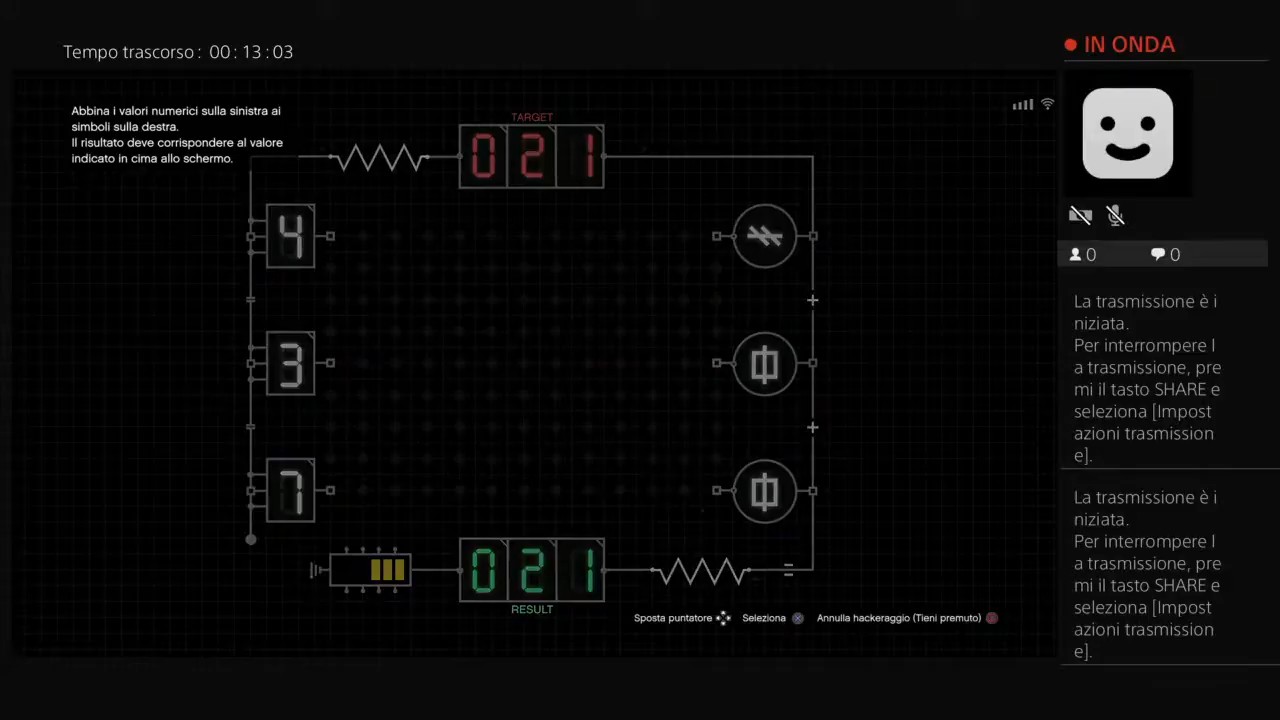 Tempo trascorso: 00:13:03
IN ONDA
Abbina i valori numerici sulla sinistra ai
simboli sulla destra.
Il risultato deve corrispondere al valore
indicato in cima allo schermo.
TARGET
021
4
3
7
+
+
=
021
RESULT
Sposta puntatore Seleziona Annulla hackeraggio (Tieni premuto)
0 0
La trasmissione è i
niziata.
Per interrompere l
a trasmissione, pre
mi il tasto SHARE e
seleziona [Impost
azioni trasmission
e].
La trasmissione è i
niziata.
Per interrompere l
a trasmissione, pre
mi il tasto SHARE e
seleziona [Impost
azioni trasmission
e].